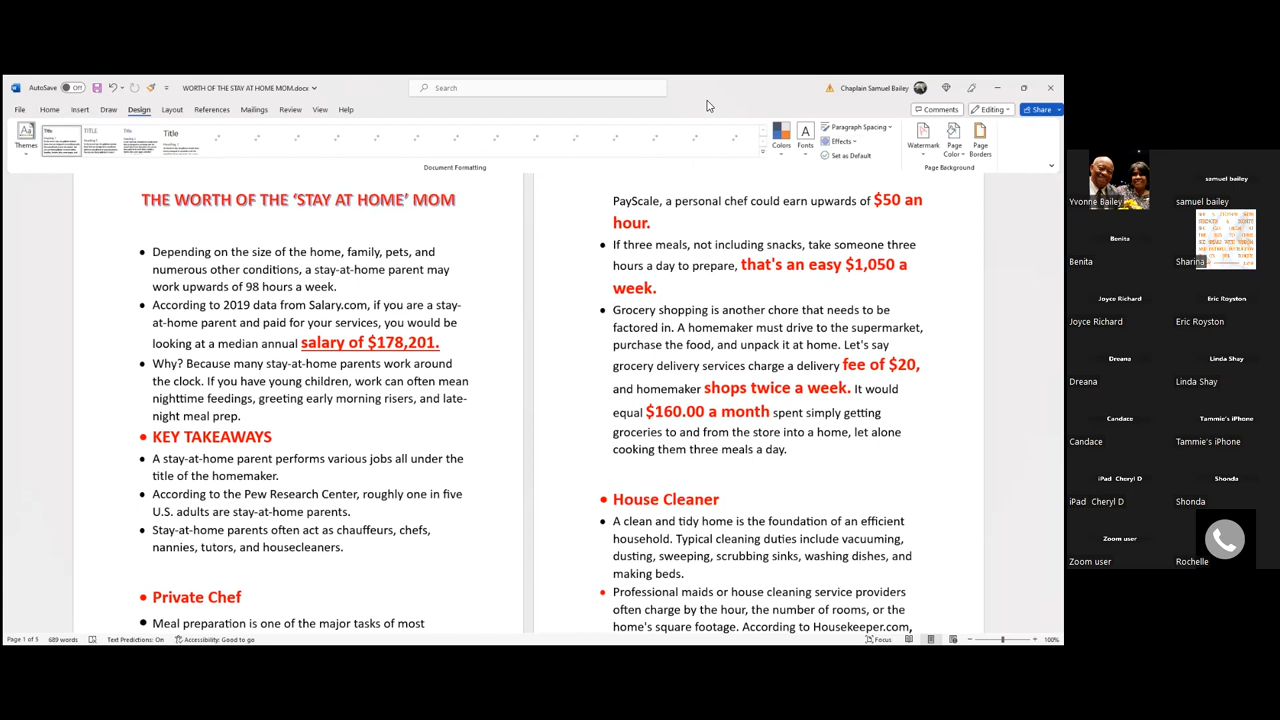 AutoSave Off
WORTH OF THE STAY AT HOME MOM.docx
Search
Chaplain Samuel Bailey
File Home Insert Draw Design Layout References Mailings Review View Help
Comments Editing Share
Themes
Title
TITLE
Title
Title
Colors
Fonts
Paragraph Spacing
Effects
Set as Default
Watermark
Page Color
Page Borders
Document Formatting
Page Background
THE WORTH OF THE ‘STAY AT HOME’ MOM
Depending on the size of the home, family, pets, and
numerous other conditions, a stay-at-home parent may
work upwards of 98 hours a week.
According to 2019 data from Salary.com, if you are a stay-
at-home parent and paid for your services, you would be
looking at a median annual salary of $178,201.
Why? Because many stay-at-home parents work around
the clock. If you have young children, work can often mean
nighttime feedings, greeting early morning risers, and late-
night meal prep.
KEY TAKEAWAYS
A stay-at-home parent performs various jobs all under the
title of the homemaker.
According to the Pew Research Center, roughly one in five
U.S. adults are stay-at-home parents.
Stay-at-home parents often act as chauffeurs, chefs,
nannies, tutors, and housecleaners.
Private Chef
Meal preparation is one of the major tasks of most
PayScale, a personal chef could earn upwards of $50 an
hour.
If three meals, not including snacks, take someone three
hours a day to prepare, that's an easy $1,050 a
week.
Grocery shopping is another chore that needs to be
factored in. A homemaker must drive to the supermarket,
purchase the food, and unpack it at home. Let's say
grocery delivery services charge a delivery fee of $20,
and homemaker shops twice a week. It would
equal $160.00 a month spent simply getting
groceries to and from the store into a home, let alone
cooking them three meals a day.
House Cleaner
A clean and tidy home is the foundation of an efficient
household. Typical cleaning duties include vacuuming,
dusting, sweeping, scrubbing sinks, washing dishes, and
making beds.
Professional maids or house cleaning service providers
often charge by the hour, the number of rooms, or the
home's square footage. According to Housekeeper.com,
Page 1 of 5 689 words Text Predictions: On Accessibility: Good to go
Focus 100%
Yvonne Bailey
samuel bailey
samuel bailey
Benita
Benita
Sharina
Joyce Richard
Joyce Richard
Eric Royston
Eric Royston
Dreana
Dreana
Linda Shay
Linda Shay
Candace
Candace
Tammie's iPhone
Tammie's iPhone
iPad Cheryl D
iPad Cheryl D
Shonda
Shonda
Zoom user
Zoom user
Rochelle